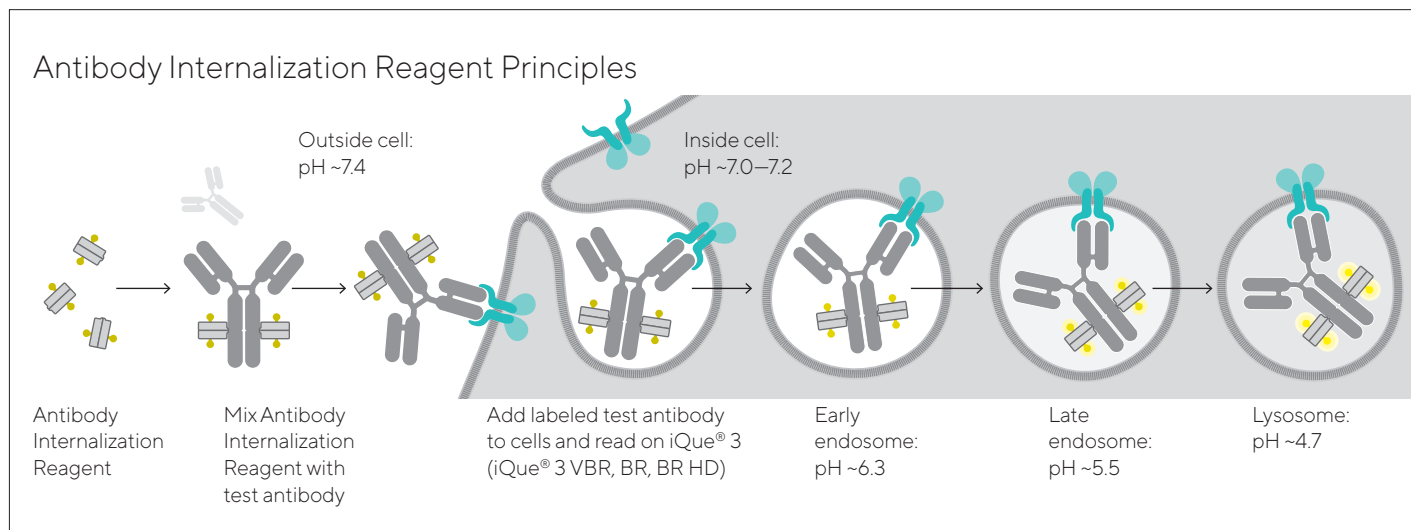 Antibody Internalization Reagent Principles
Outside cell:
pH ~7.4
Inside cell:
pH ~7.0–7.2
Antibody
Internalization
Reagent
Mix Antibody
Internalization
Reagent with
test antibody
Add labeled test antibody
to cells and read on iQue® 3
(iQue® 3 VBR, BR, BR HD)
Early
endosome:
pH ~6.3
Late
endosome:
pH ~5.5
Lysosome:
pH ~4.7